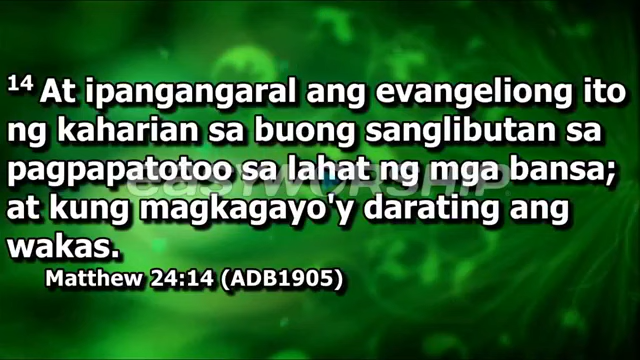 14 At ipangangaral ang evangeliong ito
ng kaharian sa buong sanglibutan sa
pagpapatotoo sa lahat ng mga bansa;
EASYWORSHIP
at kung magkagayo'y darating ang
wakas.
Matthew 24:14 (ADB1905)